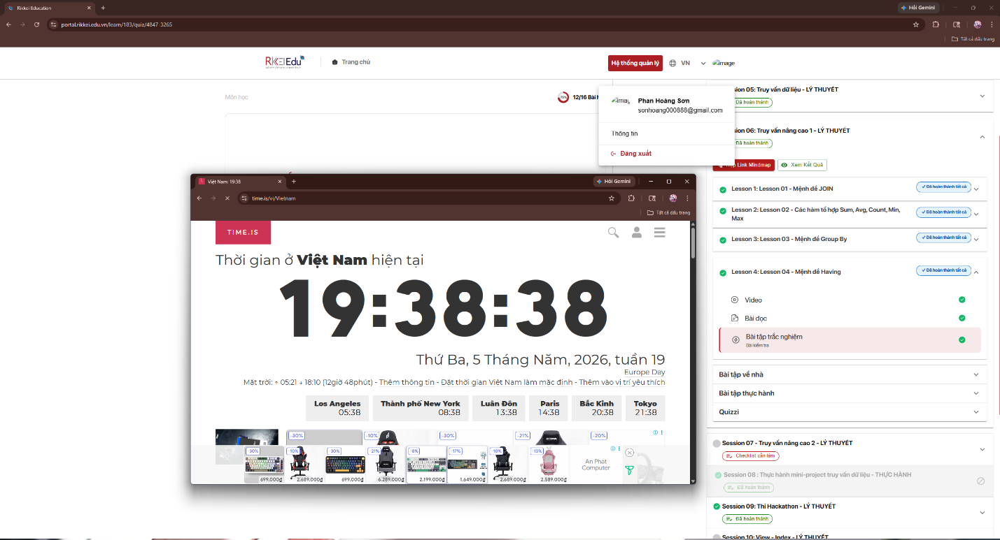 Rikkei Education
Hỏi Gemini
portal.rikkei.edu.vn/learn/183/quiz/4847-3265
Tất cả dấu trang
RIKKEI Edu
Trang chủ
Hệ thống quản lý
VN
image
Môn học
75%
12/16 Bài
Phan Hoàng Sơn
sonhoang000888@gmail.com
Thông tin
Đăng xuất
Session 05: Truy vấn dữ liệu - LÝ THUYẾT
Đã hoàn thành
Session 06: Truy vấn nâng cao 1 - LÝ THUYẾT
Đã hoàn thành
Link Mindmap
Xem Kết Quả
Lesson 1: Lesson 01 - Mệnh đề JOIN
✓ Đã hoàn thành tất cả
Lesson 2: Lesson 02 - Các hàm tổ hợp Sum, Avg, Count, Min,
Max
✓ Đã hoàn thành tất cả
Lesson 3: Lesson 03 - Mệnh đề Group By
✓ Đã hoàn thành tất cả
Lesson 4: Lesson 04 - Mệnh đề Having
✓ Đã hoàn thành tất cả
Video
Bài đọc
Bài tập trắc nghiệm
Bài kiểm tra
Bài tập về nhà
Bài tập thực hành
Quizzi
Session 07 - Truy vấn nâng cao 2 - LÝ THUYẾT
Checklist cần làm
Session 08 : Thực hành mini-project truy vấn dữ liệu - THỰC HÀNH
Đã hoàn thành
Session 09: Thi Hackathon - LÝ THUYẾT
Đã hoàn thành
Session 10: View - Index - LÝ THUYẾT
Việt Nam: 19:38
Hỏi Gemini
time.is/vi/Vietnam
Tất cả dấu trang
TIME.IS
Thời gian ở Việt Nam hiện tại
19:38:38
Thứ Ba, 5 Tháng Năm, 2026, tuần 19
Europe Day
Mặt trời: ↑ 05:21 ↓ 18:10 (12giờ 48phút) - Thêm thông tin - Đặt thời gian Việt Nam làm mặc định - Thêm vào vị trí yêu thích
Los Angeles
05:38
Thành phố New York
08:38
Luân Đôn
13:38
Paris
14:38
Bắc Kinh
20:38
Tokyo
21:38
-30%
-10%
-30%
-21%
-20%
-30%
-10%
-30%
-21%
-8%
-17%
-10%
-13%
699.000₫
2.689.000₫
699.000₫
6.289.000₫
2.199.000₫
1.649.000₫
2.689.000₫
2.589.000₫
An Phát
Computer